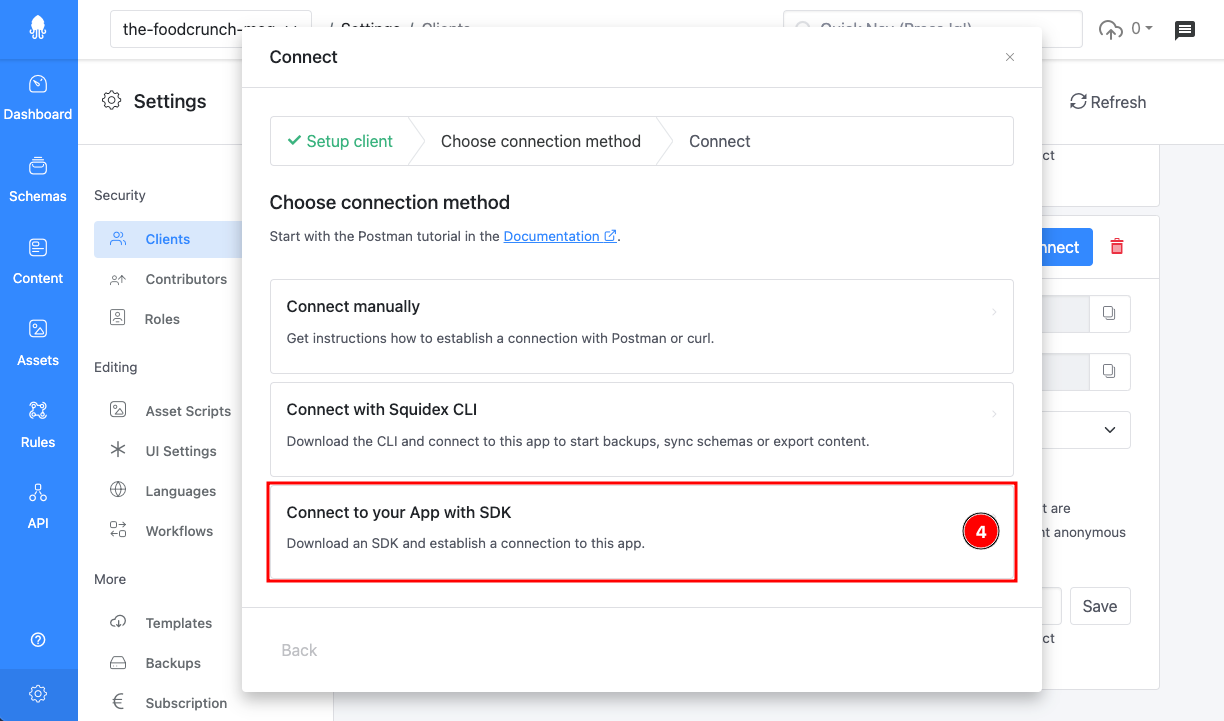 the-foodcrunch-mag
/ Settings / Clients
Quick Nav (Press 'q')
0
Dashboard
Schemas
Content
Assets
Rules
API
Settings
Refresh
Security
Clients
Contributors
Roles
Editing
Asset Scripts
UI Settings
Languages
Workflows
More
Templates
Backups
Subscription
Connect
×
Setup client
Choose connection method
Connect
Choose connection method
Start with the Postman tutorial in the Documentation.
Connect manually
Get instructions how to establish a connection with Postman or curl.
Connect with Squidex CLI
Download the CLI and connect to this app to start backups, sync schemas or export content.
Connect to your App with SDK
Download an SDK and establish a connection to this app.
4
Back
ct
nnect
t are
nt anonymous
Save
ct